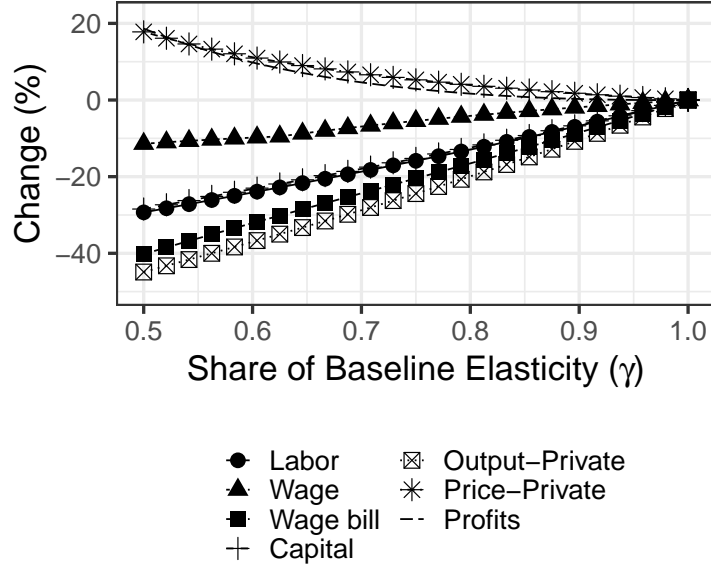 20
0
−20
−40
Change (%)
0.5 0.6 0.7 0.8 0.9 1.0
Share of Baseline Elasticity (γ)
Labor Output−Private
Wage Price−Private
Wage bill Profits
Capital